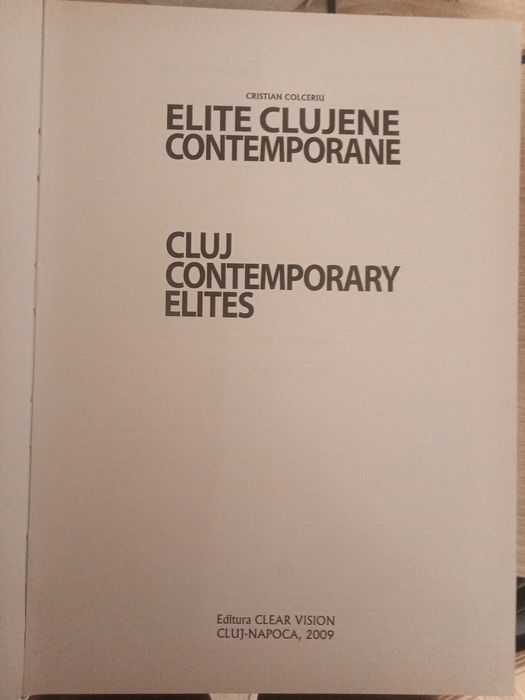 CRISTIAN COLCERIU
ELITE CLUJENE
CONTEMPORANE
CLUJ
CONTEMPORARY
ELITES
Editura CLEAR VISION
CLUJ-NAPOCA, 2009